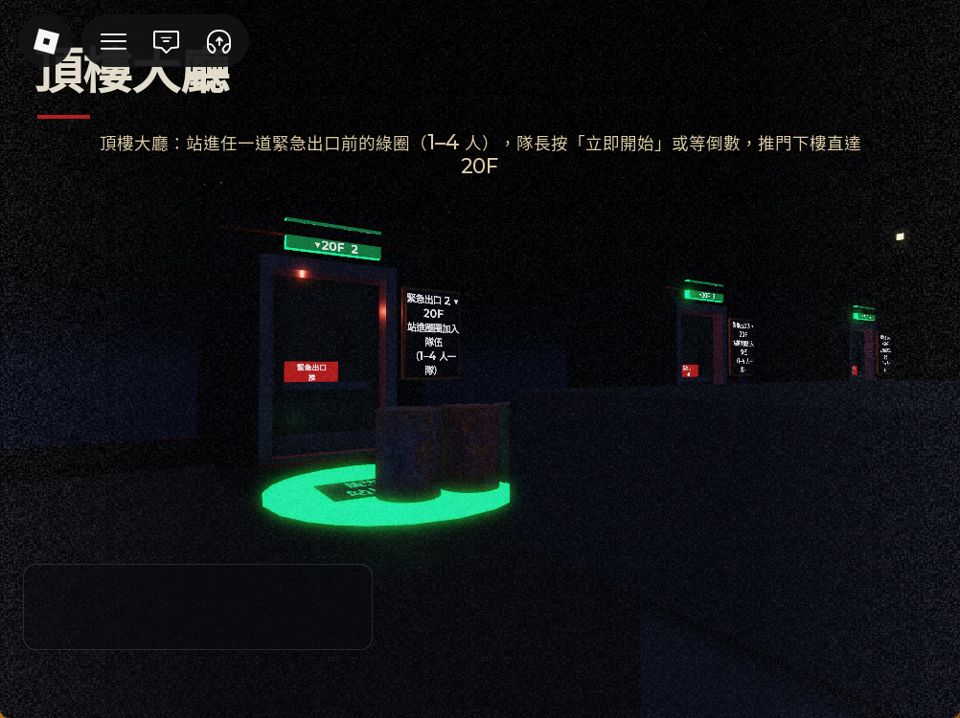 頂樓大廳
頂樓大廳：站進任一道緊急出口前的綠圈（1–4 人），隊長按「立即開始」或等倒數，推門下樓直達
20F
▼20F 2
緊急出口 2 ▼
20F
站進圈圈加入
隊伍
（1–4 人一
隊）
緊急出口
推